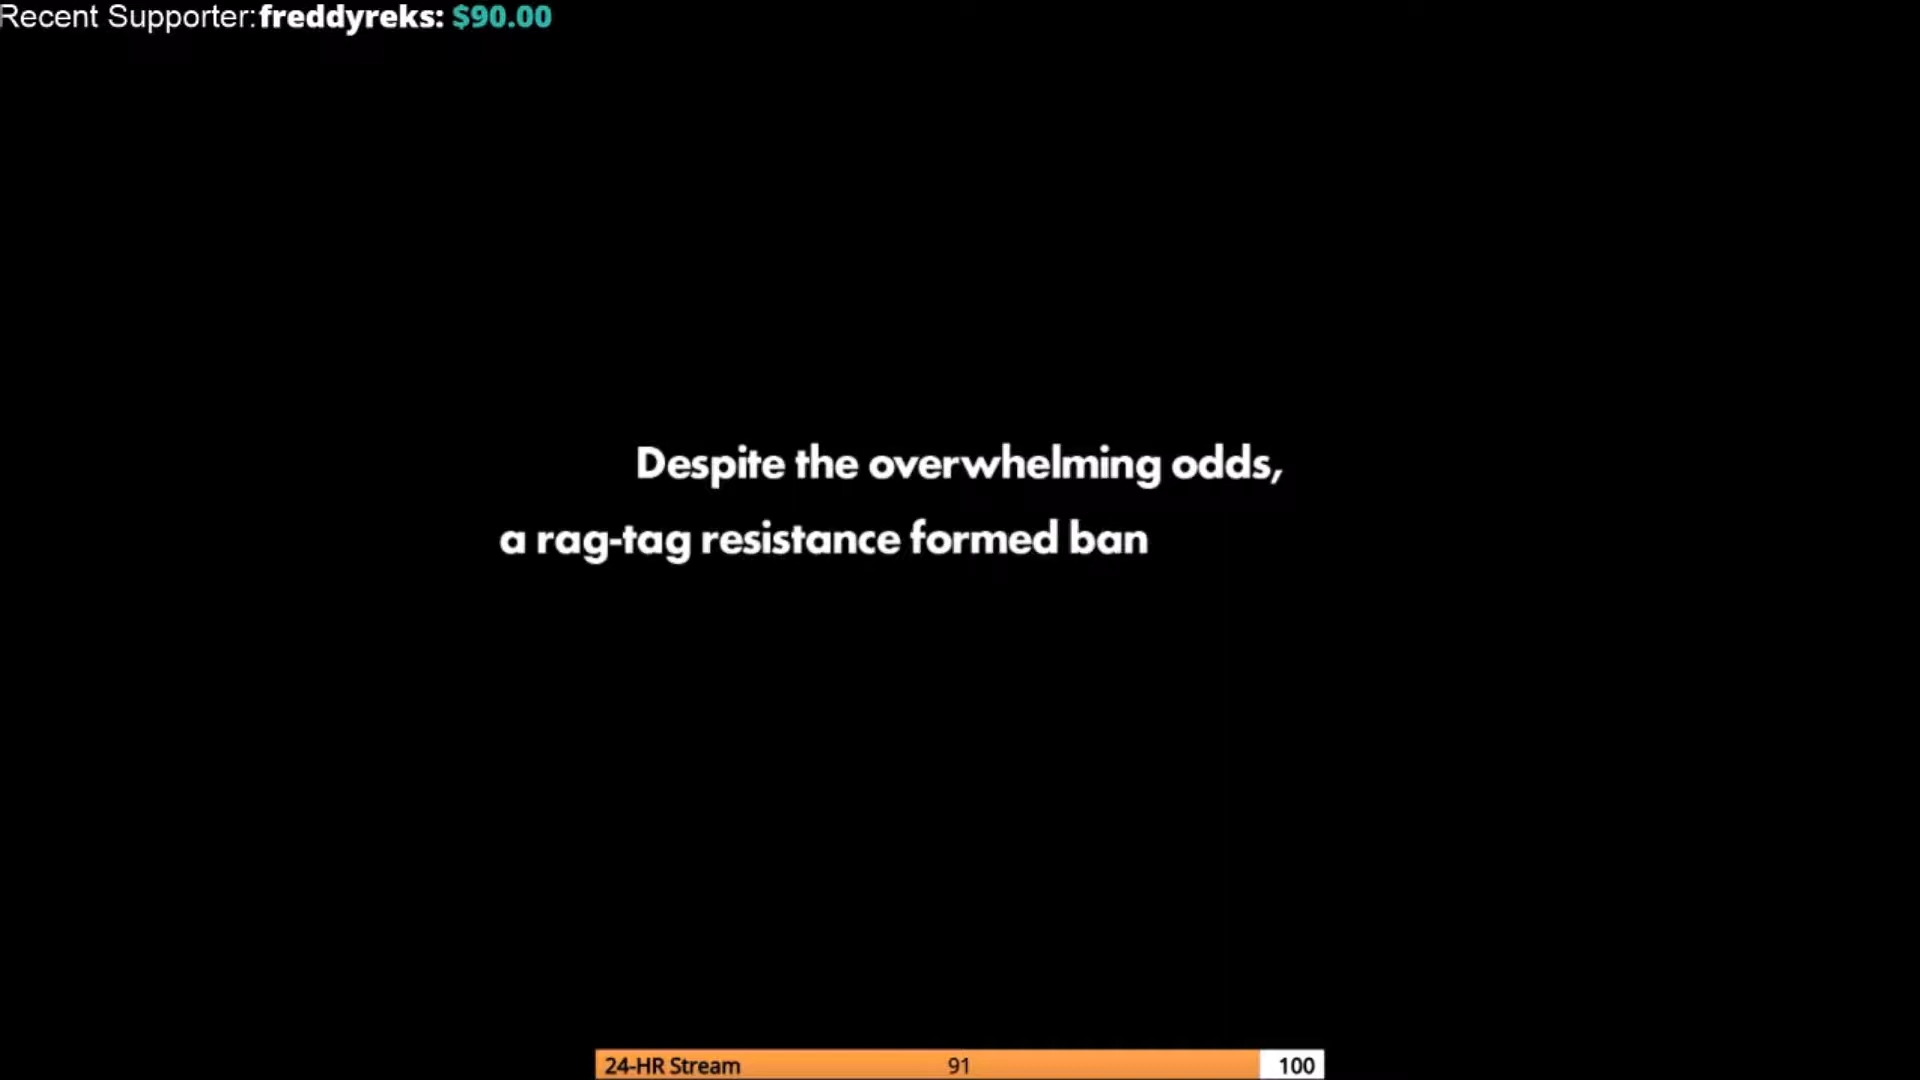 Recent Supporter:freddyreks: $90.00
Despite the overwhelming odds,
a rag-tag resistance formed ban
24-HR Stream 91 100